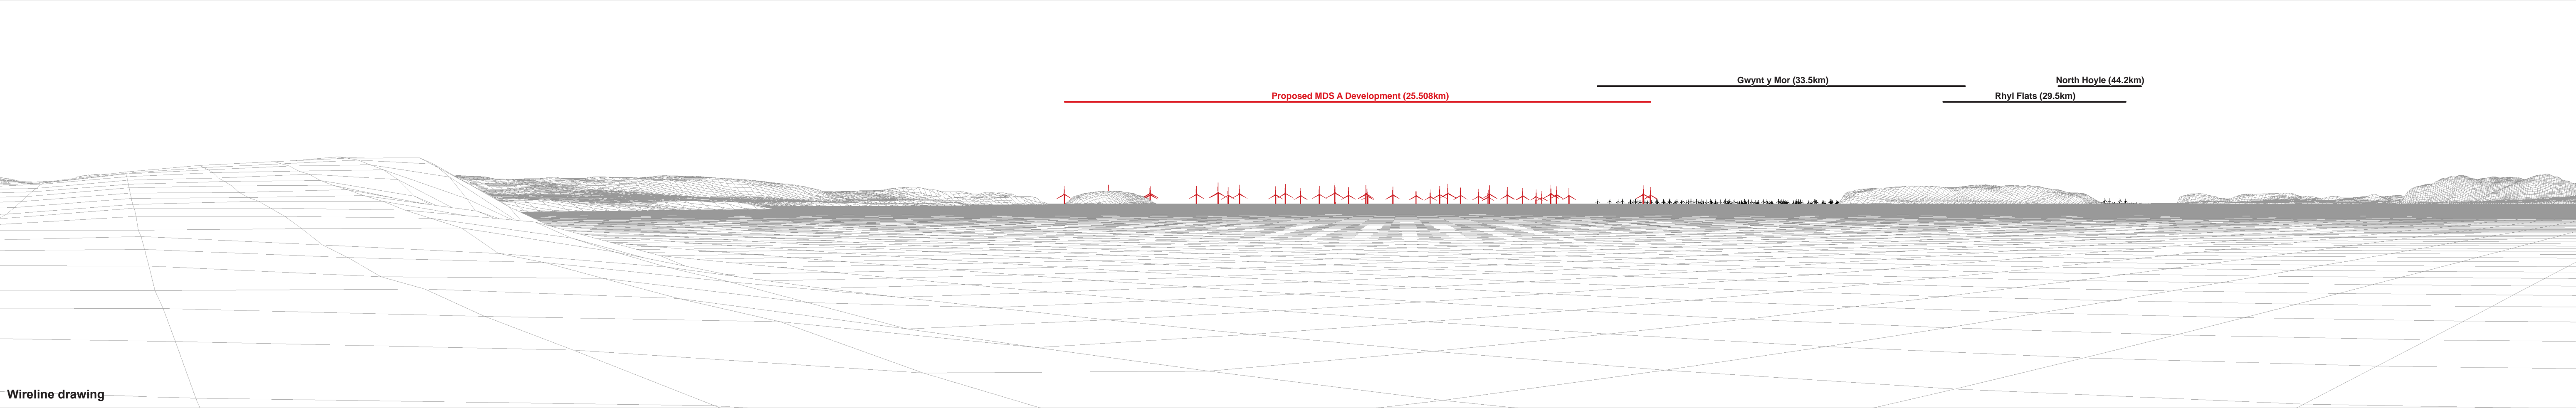 Gwynt y Mor (33.5km)
North Hoyle (44.2km)
Proposed MDS A Development (25.508km)
Rhyl Flats (29.5km)
Wireline drawing